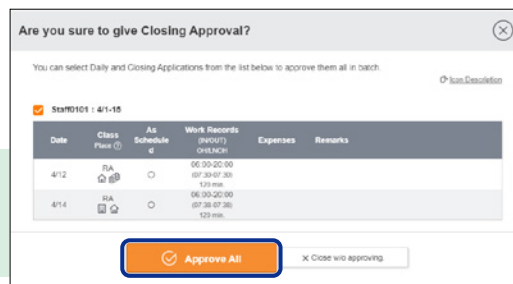 Are you sure to give Closing Approval?
You can select Daily and Closing Applications from the list below to approve them all in batch.
Icon Description
Staff0101 : 4/1-15
Date Class Place As Schedule d Work Records (IN/OUT) OH/LNCH Expenses Remarks
4/12 RA 06:00-20:00 (07:30-07:30) 120 min.
4/14 RA 06:00-20:00 (07:30-07:30) 120 min.
Approve All
× Close w/o approving.